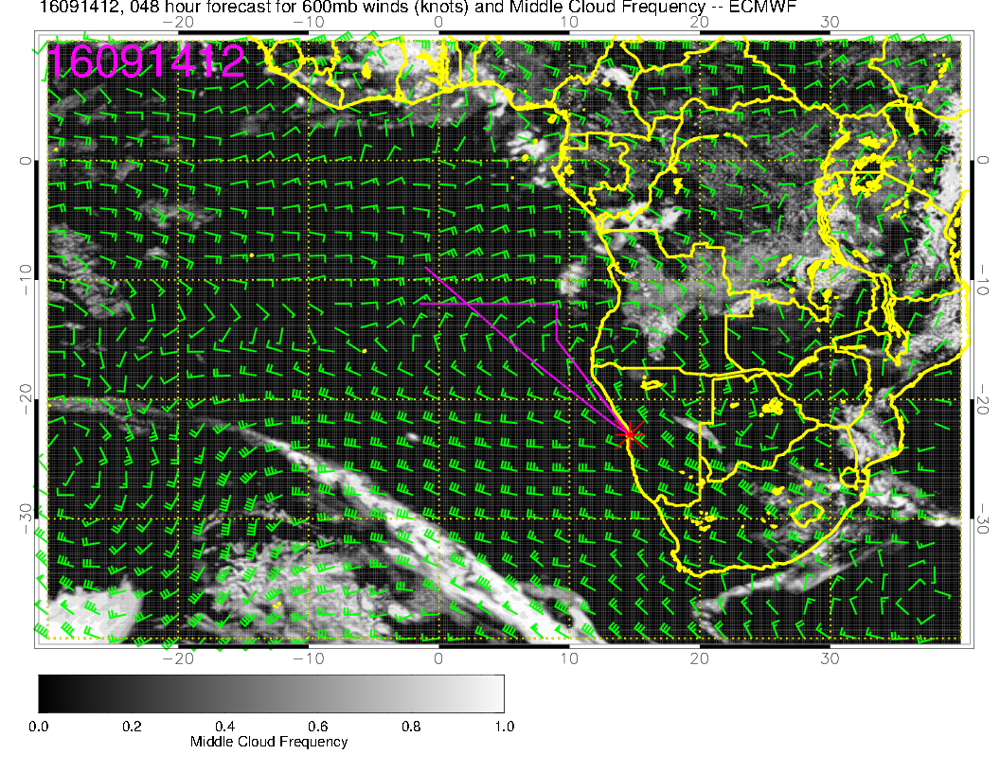 16091412, 048 hour forecast for 600mb winds (knots) and Middle Cloud Frequency -- ECMWF
−20 −10 0 10 20 30
16091412
0 0
−10 −10
−20 −20
−30 −30
−20 −10 0 10 20 30
0.0 0.2 0.4 0.6 0.8 1.0
Middle Cloud Frequency